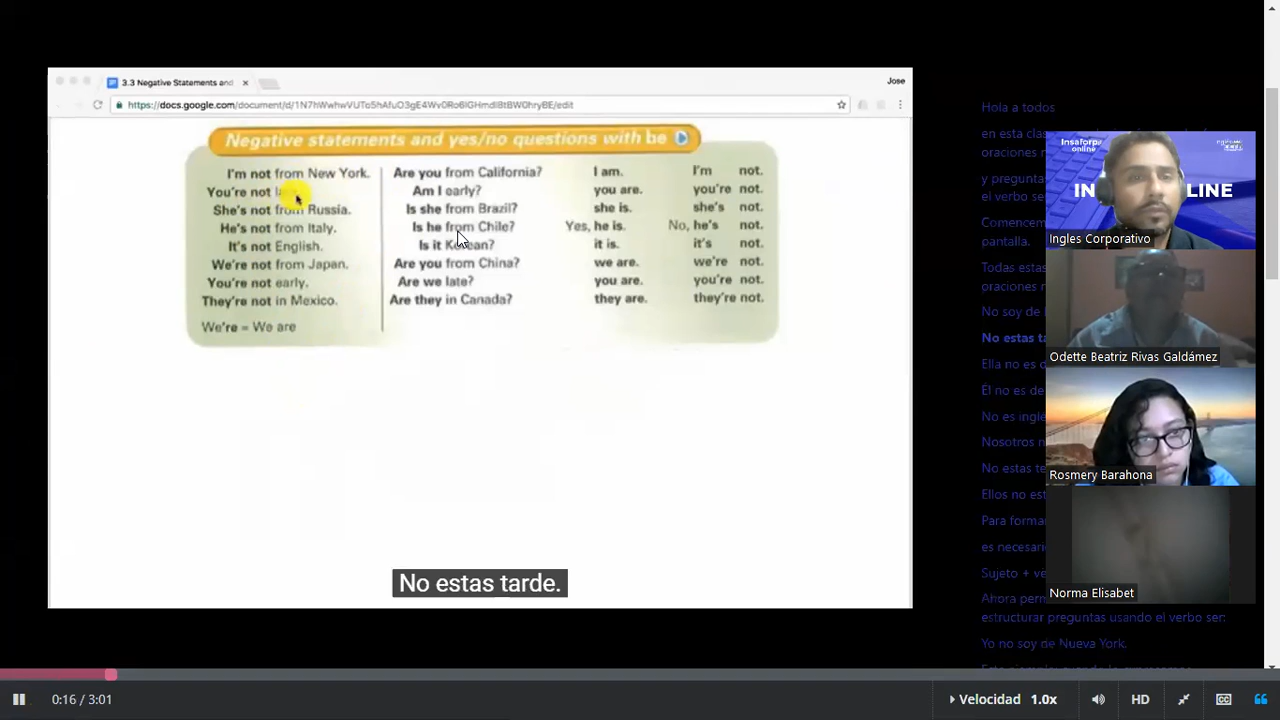 3.3 Negative Statements and
Jose
https://docs.google.com/document/d/1N7hWwhwVUTo5hAfuO3gE4Wv0Ro6lGHmdl8tBW0hryBE/edit
Negative statements and yes/no questions with be
I'm not from New York.
You're not
She's not from Russia.
He's not from Italy.
It's not English.
We're not from Japan.
You're not early.
They're not in Mexico.
We're = We are
Are you from California?
Am I early?
Is she from Brazil?
Is he from Chile?
Is it Korean?
Are you from China?
Are we late?
Are they in Canada?
I am.
you are.
she is.
Yes, he is.
it is.
we are.
you are.
they are.
I'm not.
you're not.
she's not.
No, he's not.
it's not.
we're not.
you're not.
they're not.
No estas tarde.
Hola a todos
en esta clas
oraciones n
y pregunta
el verbo se
Comencem
pantalla.
Todas estas
oraciones n
No soy de
No estas ta
Ella no es d
Él no es de
No es ingl
Nosotros n
No estas te
Ellos no est
Para forma
es necesari
Sujeto + ve
Ahora perm
estructurar preguntas usando el verbo ser:
Yo no soy de Nueva York.
Insaforp
online
IN
LINE
Ingles Corporativo
Odette Beatriz Rivas Galdámez
Rosmery Barahona
Norma Elisabet
0:16 / 3:01
Velocidad 1.0x
HD